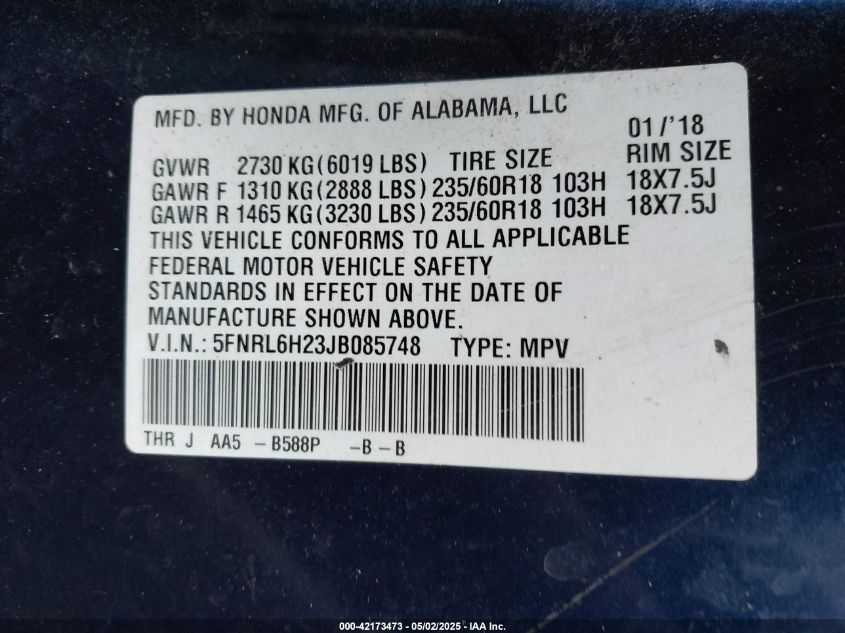 MFD. BY HONDA MFG. OF ALABAMA, LLC
01/'18
GVWR 2730 KG(6019 LBS) TIRE SIZE RIM SIZE
GAWR F 1310 KG(2888 LBS) 235/60R18 103H 18X7.5J
GAWR R 1465 KG(3230 LBS) 235/60R18 103H 18X7.5J
THIS VEHICLE CONFORMS TO ALL APPLICABLE
FEDERAL MOTOR VEHICLE SAFETY
STANDARDS IN EFFECT ON THE DATE OF
MANUFACTURE SHOWN ABOVE.
V.I.N.: 5FNRL6H23JB085748 TYPE: MPV
THR J AA5 -B588P -B-B
000-42173473 — 05/02/2025 — IAA Inc.